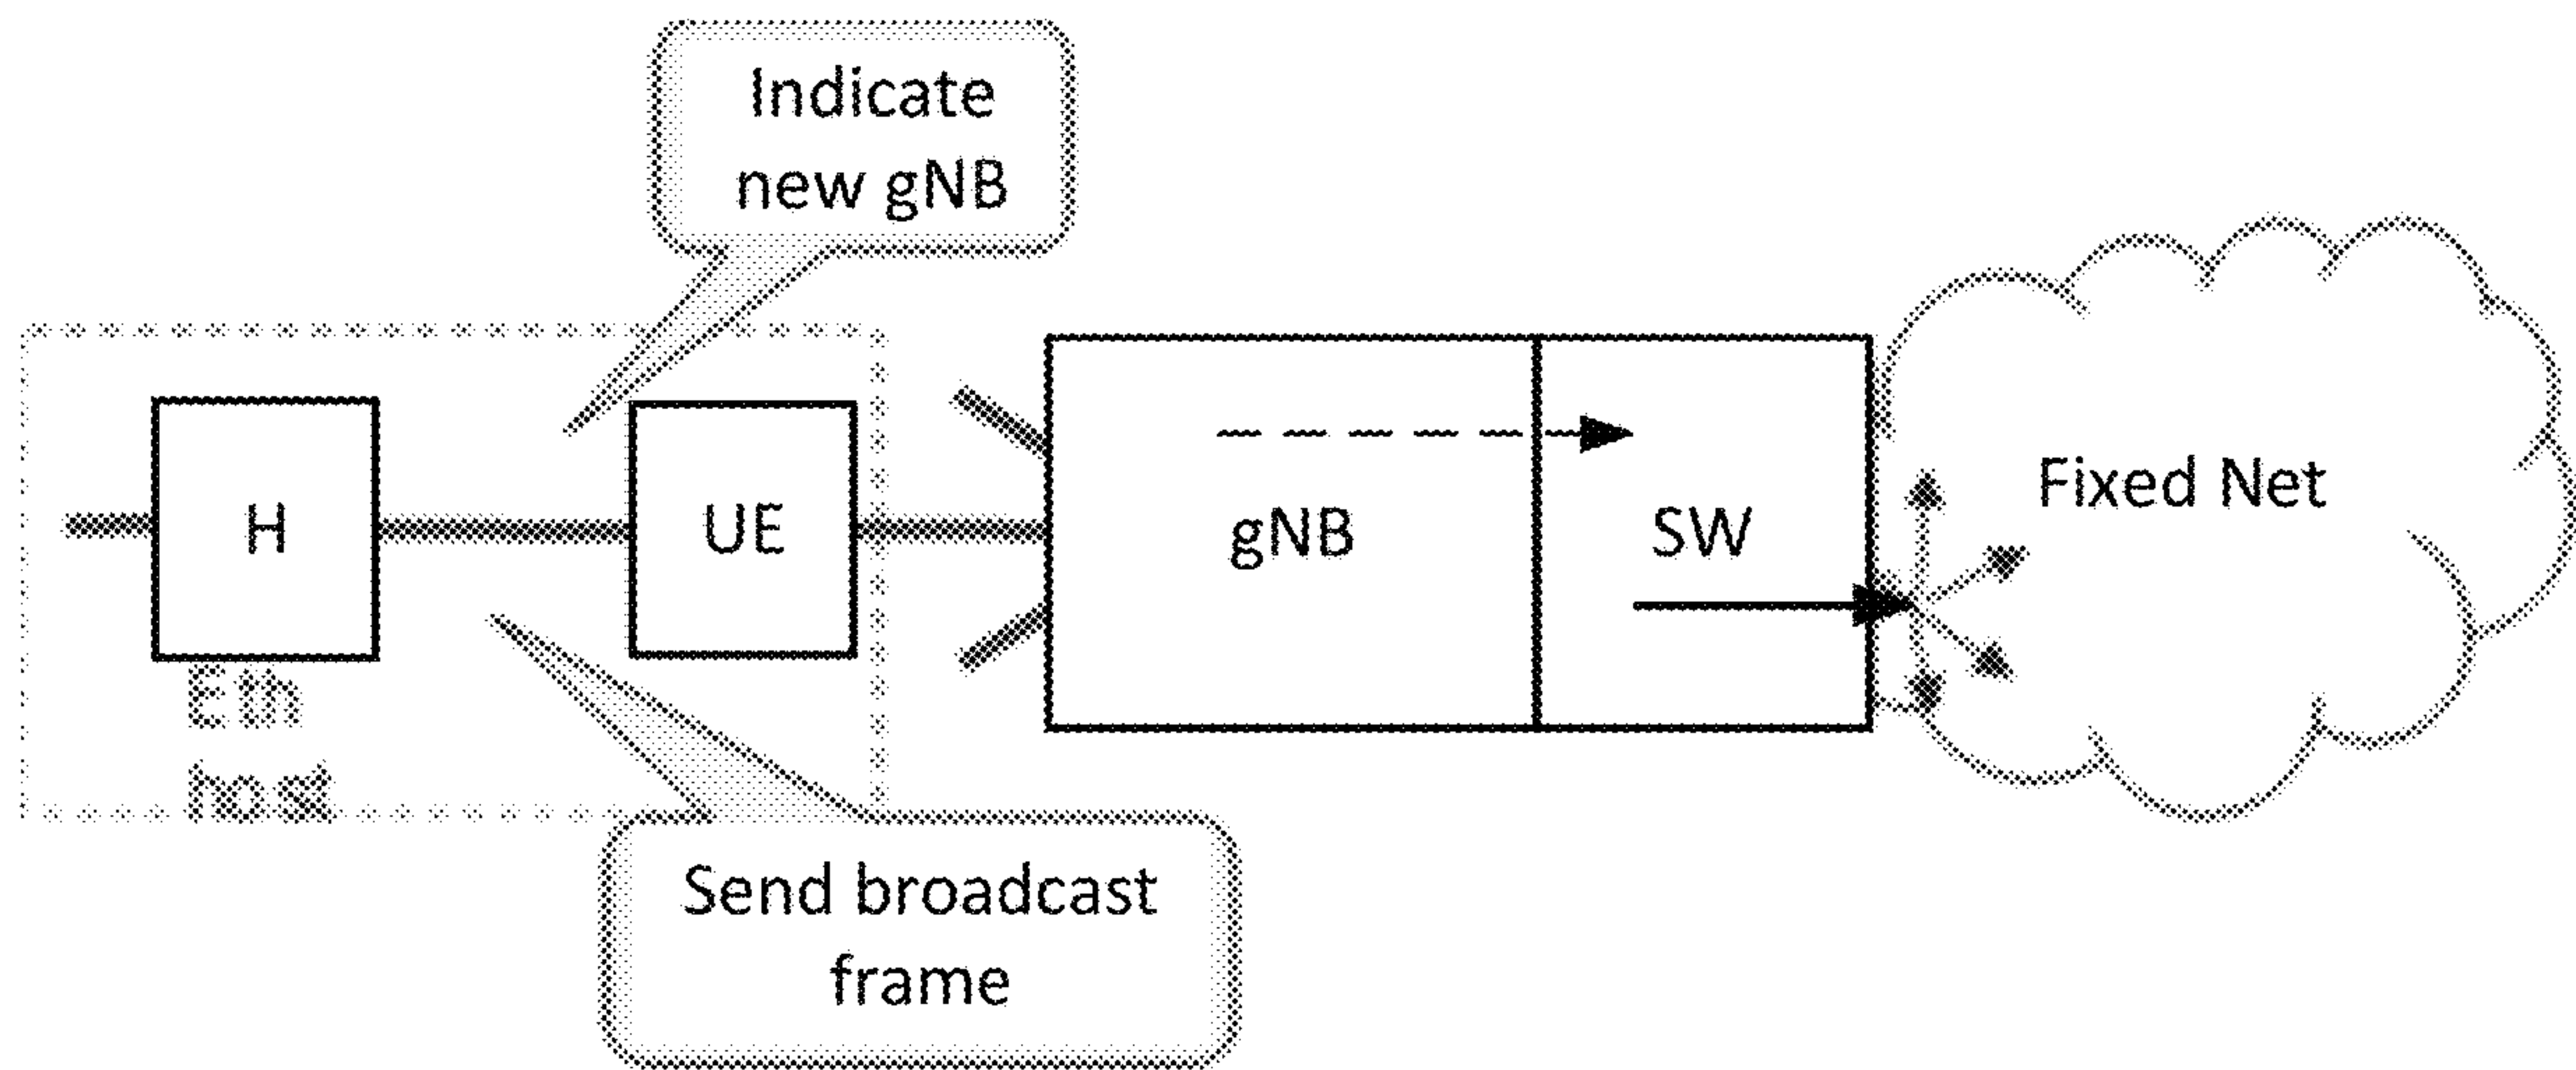 Indicate
new gNB
H
UE
gNB
SW
Fixed Net
Eth
host
Send broadcast
frame